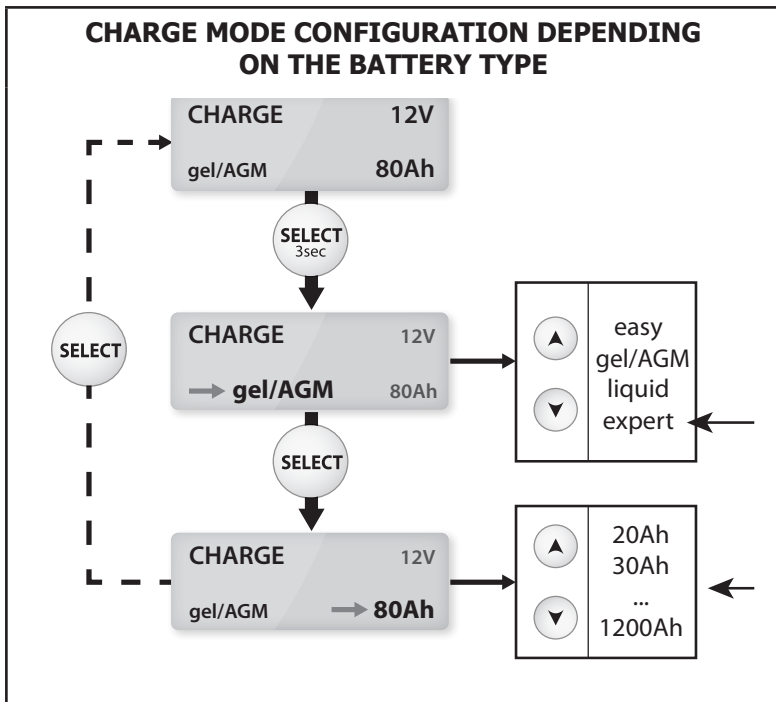 CHARGE MODE CONFIGURATION DEPENDING
ON THE BATTERY TYPE
CHARGE 12V
gel/AGM 80Ah
SELECT
3sec
CHARGE 12V
gel/AGM 80Ah
easy
gel/AGM
liquid
expert
SELECT
SELECT
CHARGE 12V
gel/AGM 80Ah
20Ah
30Ah
...
1200Ah